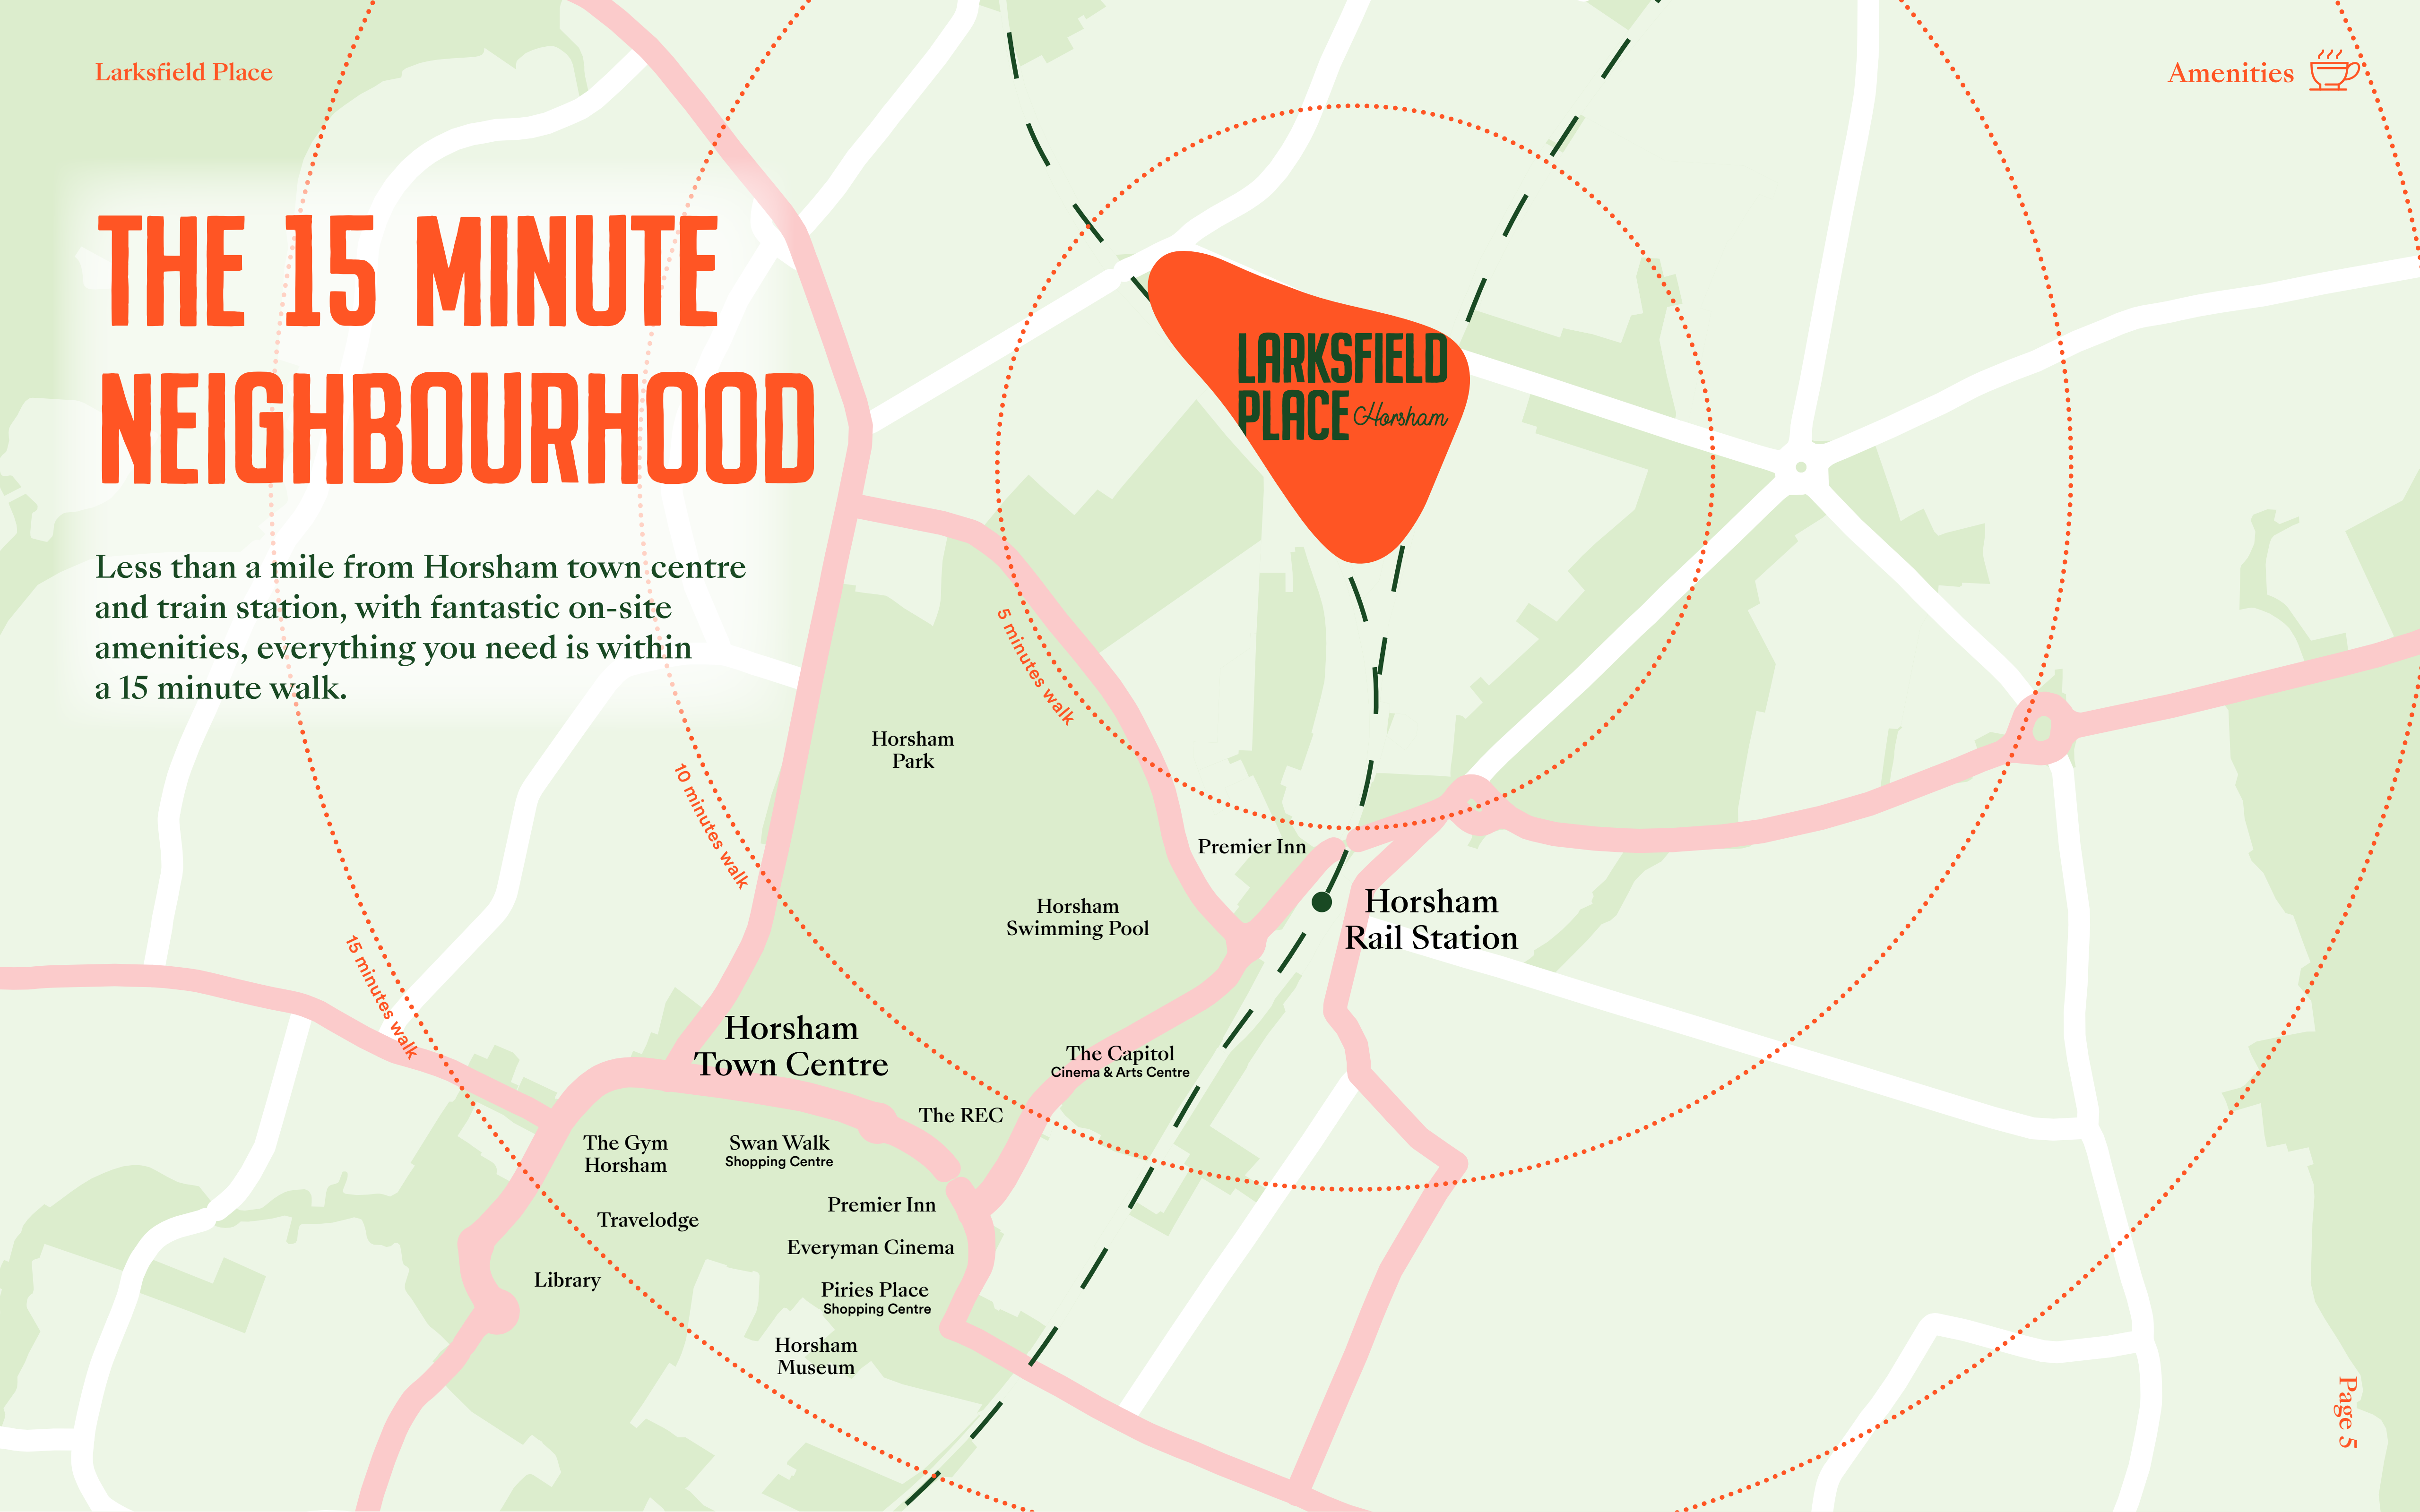 Larksfield Place
Amenities
THE 15 MINUTE
NEIGHBOURHOOD
Less than a mile from Horsham town centre
and train station, with fantastic on-site
amenities, everything you need is within
a 15 minute walk.
LARKSFIELD
PLACE Horsham
5 minutes walk
10 minutes walk
15 minutes walk
Horsham
Park
Premier Inn
Horsham
Swimming Pool
Horsham
Rail Station
Horsham
Town Centre
The Capitol
Cinema & Arts Centre
The REC
The Gym
Horsham
Swan Walk
Shopping Centre
Travelodge
Premier Inn
Everyman Cinema
Library
Piries Place
Shopping Centre
Horsham
Museum
Page 5